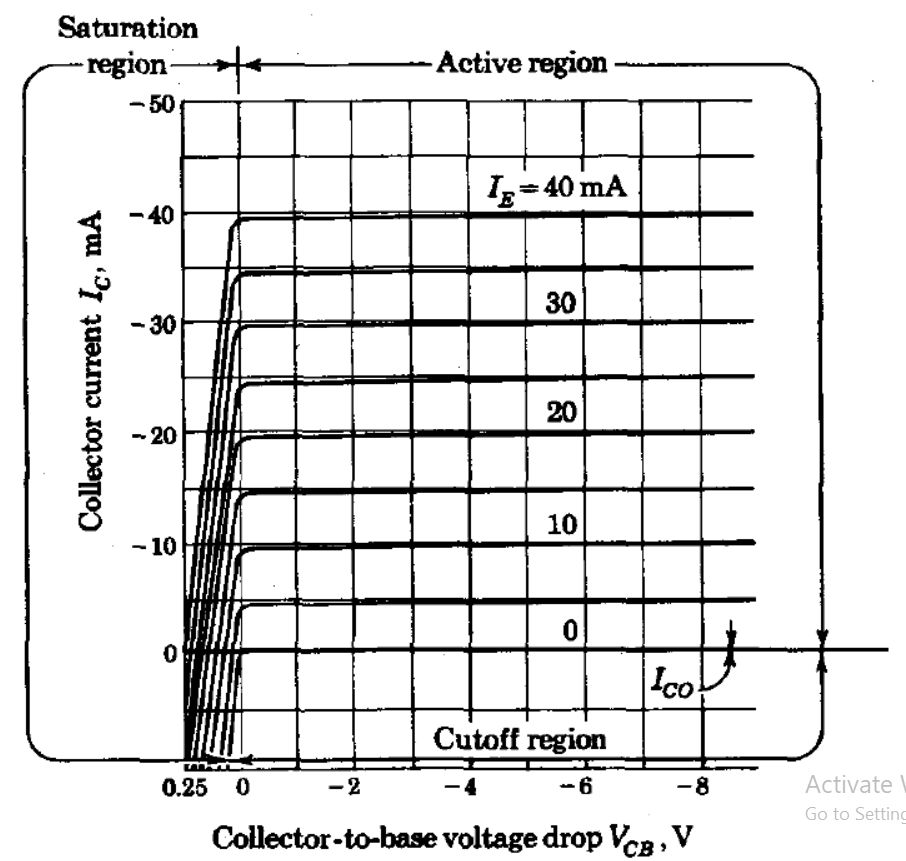 Saturation
region
Active region
-50
I_E = 40 mA
-40
30
-30
20
-20
10
-10
0
0
I_CO
Cutoff region
0.25 0 -2 -4 -6 -8
Collector current I_C, mA
Collector-to-base voltage drop V_CB, V
Activate
Go to Setting